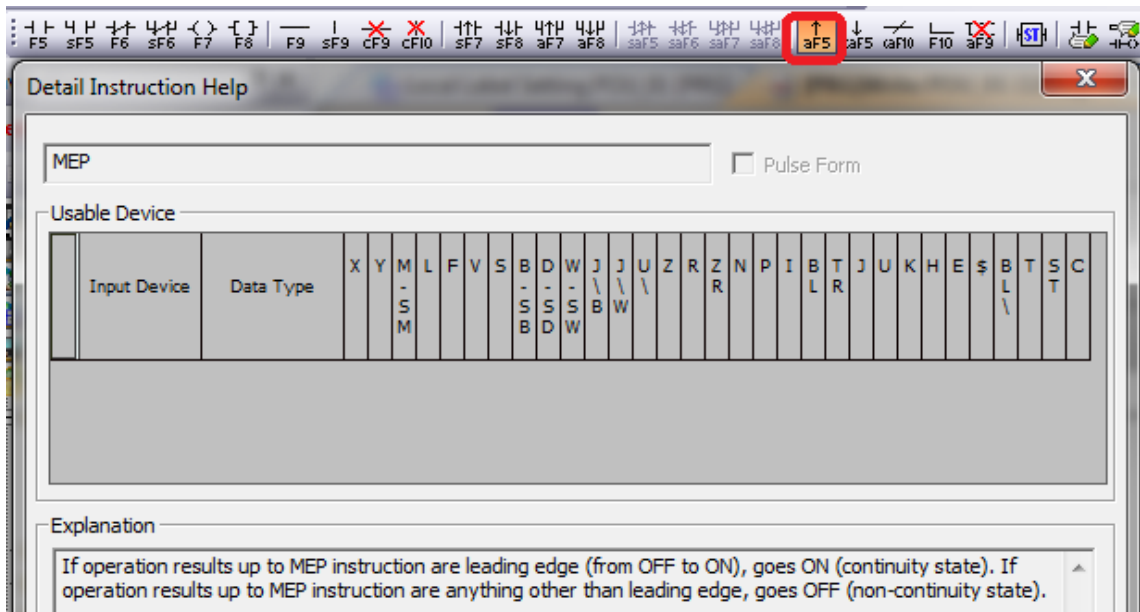 F5 sF5 F6 sF6 F7 F8 F9 sF9 cF9 cF10 sF7 sF8 aF7 aF8 saF5 saF6 saF7 saF8 aF5 caF5 caF10 F10 aF9 ST
Detail Instruction Help
MEP
Pulse Form
Usable Device
Input Device Data Type X Y M-SM L F V S B-SB D-SD W-SW J\B J\W U\ Z R ZR N P I BL TR J U K H E $ BL\ T ST C
Explanation
If operation results up to MEP instruction are leading edge (from OFF to ON), goes ON (continuity state). If
operation results up to MEP instruction are anything other than leading edge, goes OFF (non-continuity state).